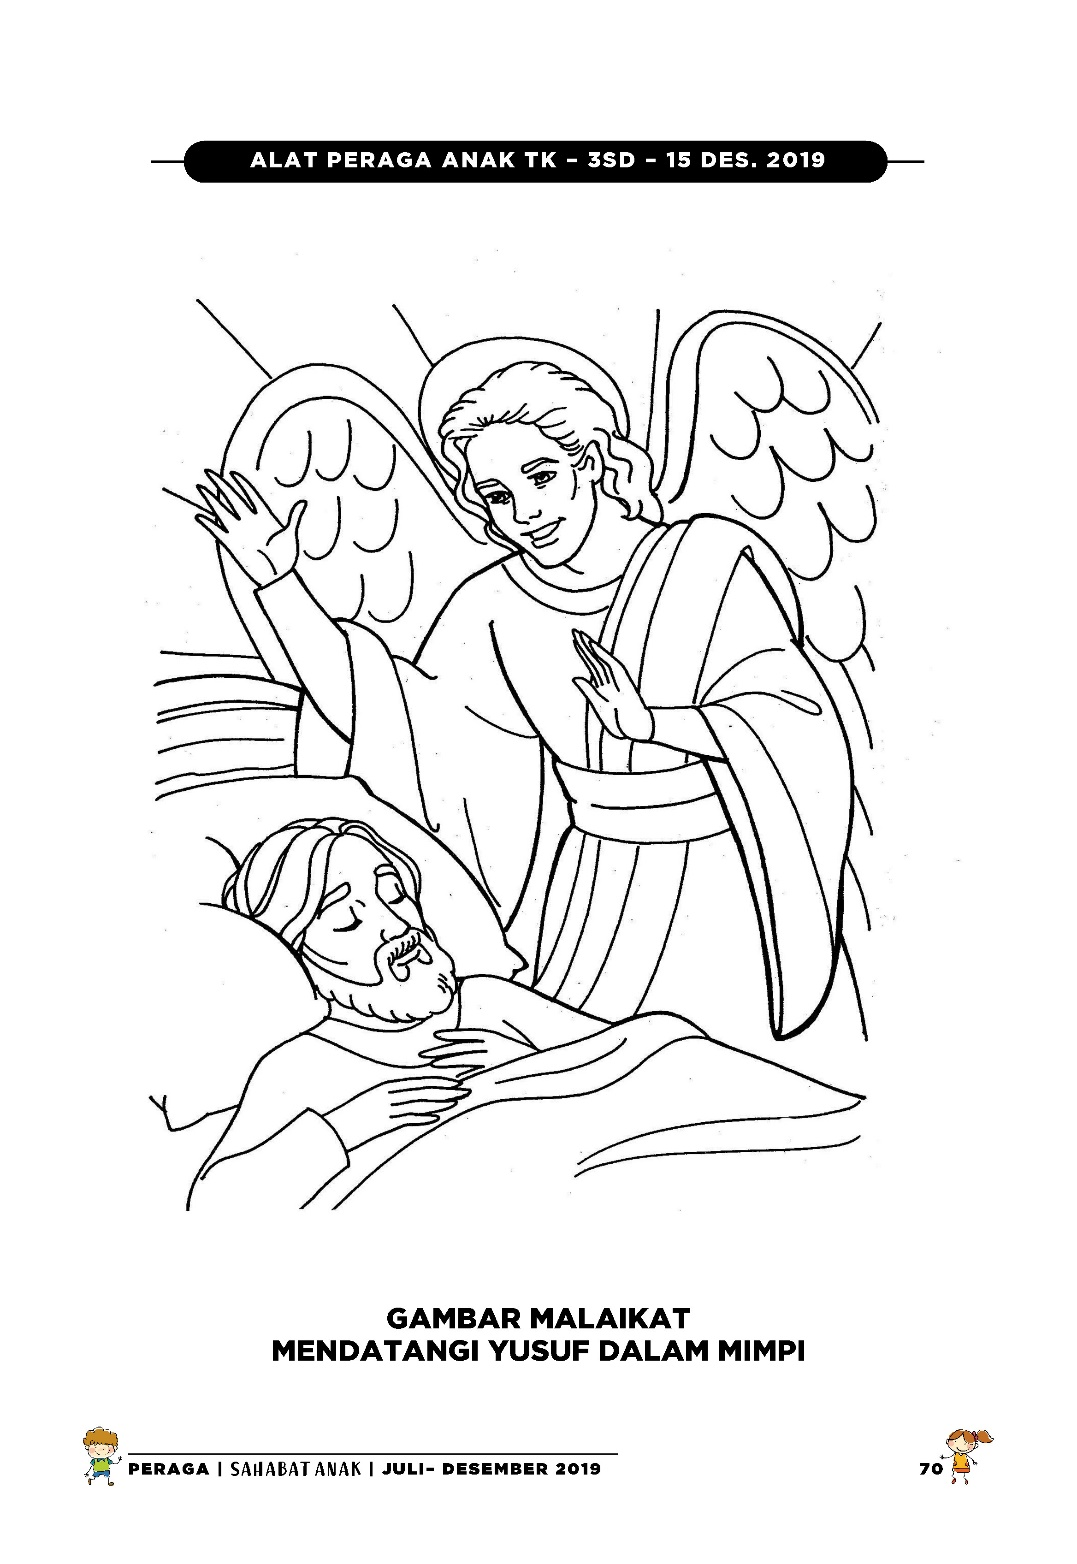 ALAT PERAGA ANAK TK – 3SD – 15 DES. 2019
GAMBAR MALAIKAT
MENDATANGI YUSUF DALAM MIMPI
PERAGA | SAHABAT ANAK | JULI– DESEMBER 2019
70